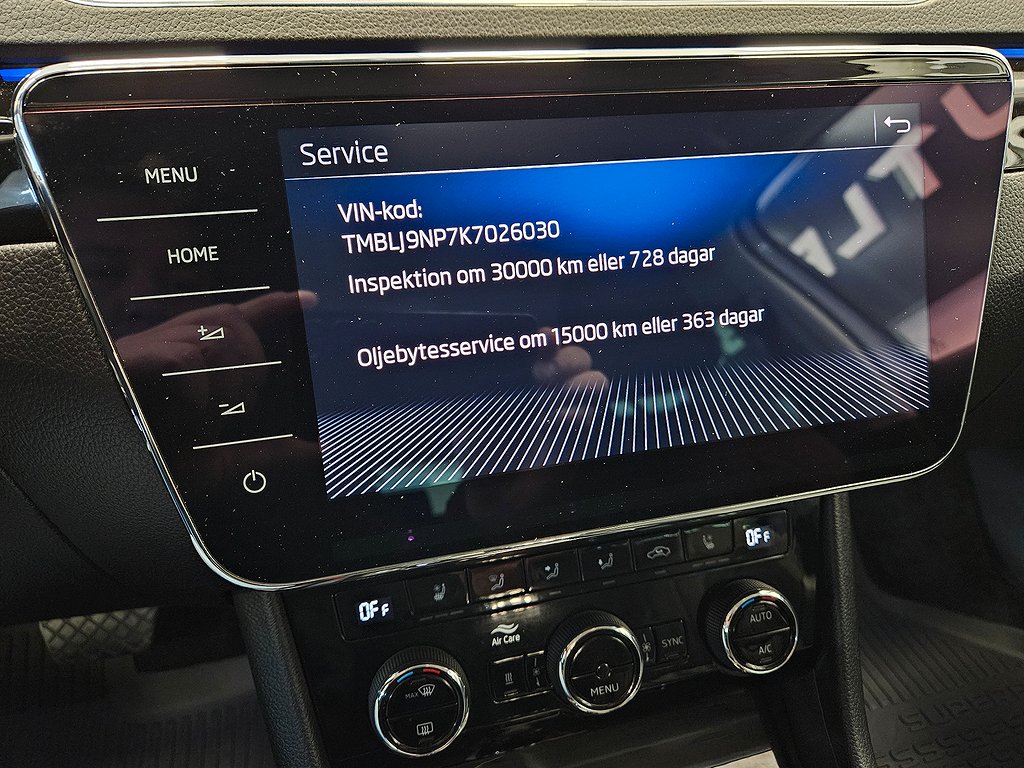 Service
MENU
HOME
VIN-kod:
TMBLJ9NP7K7026030
Inspektion om 30000 km eller 728 dagar
Oljebytesservice om 15000 km eller 363 dagar
OFF
OFF
Air Care
MAX
MENU
SYNC
AUTO
A/C
SUPERB